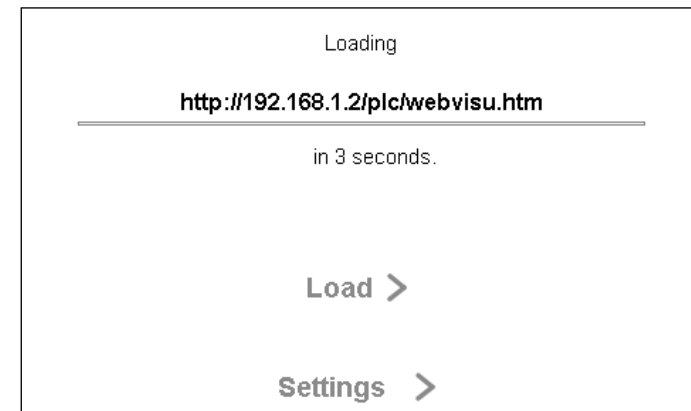 Loading
http://192.168.1.2/plc/webvisu.htm
in 3 seconds.
Load >
Settings >